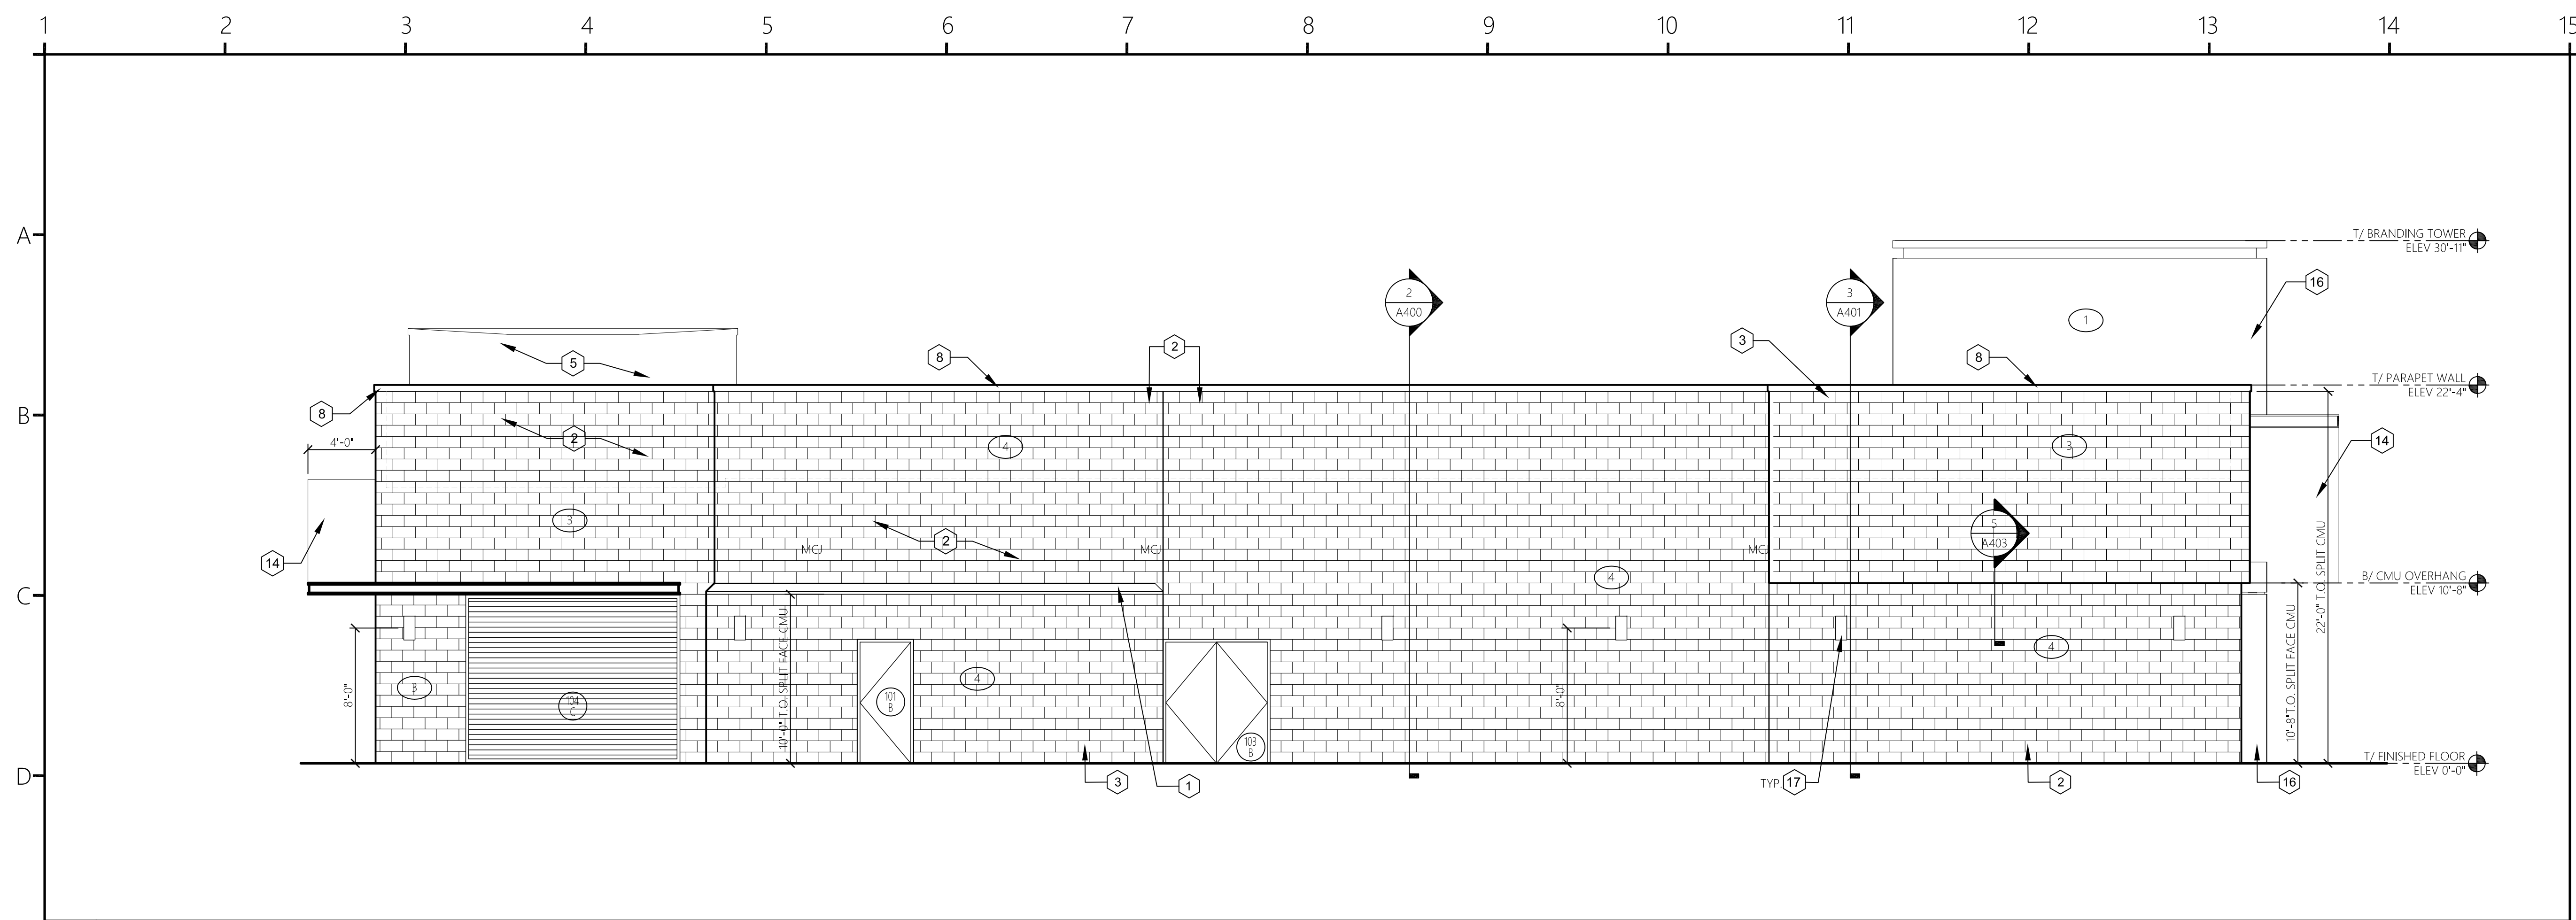 1 2 3 4 5 6 7 8 9 10 11 12 13 14 15
A
T/ BRANDING TOWER
ELEV 30'-11"
16
2
A400
3
A401
1
5
8
2
3
8
T/ PARAPET WALL
ELEV 22'-4"
8
B
4'-0"
2
4
3
14
3
5
A403
14
MCJ
MCJ
MCJ
2
22'-0" T.O. SPLIT CMU
4
C
B/ CMU OVERHANG
ELEV 10'-8"
8'-0"
3
104
C
10'-0" T.O. SPLIT FACE CMU
101
B
4
103
B
8'-0"
4
10'-8"T.O. SPLIT FACE CMU
D
T/ FINISHED FLOOR
ELEV 0'-0"
3
1
TYP. 17
2
16